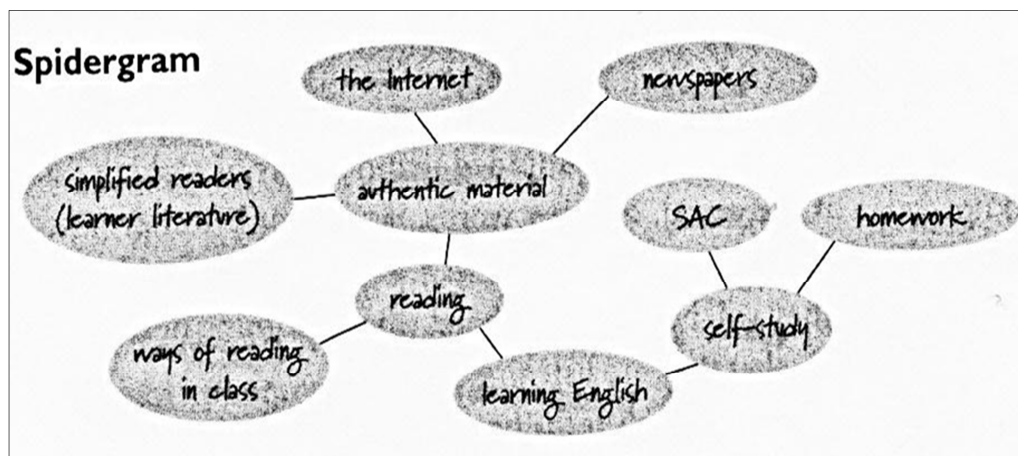 Spidergram
the Internet
newspapers
simplified readers
(learner literature)
authentic material
SAC
homework
reading
self-study
ways of reading
in class
learning English